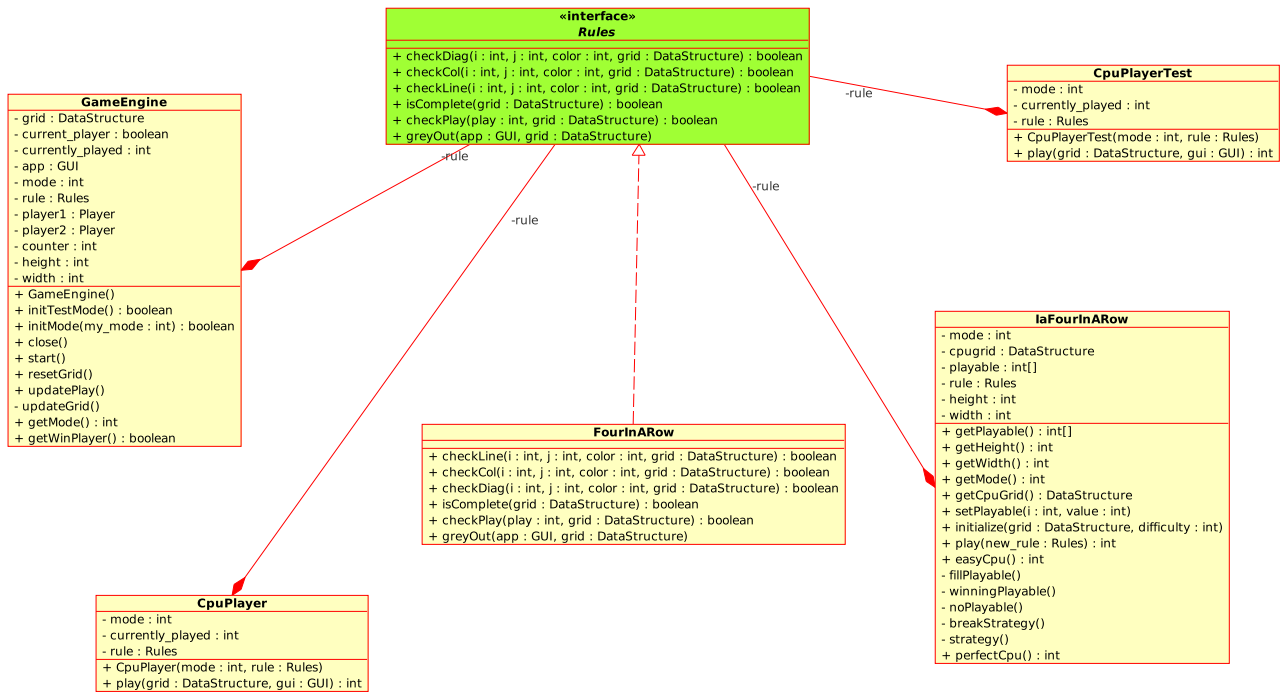 «interface»
Rules
+ checkDiag(i : int, j : int, color : int, grid : DataStructure) : boolean
+ checkCol(i : int, j : int, color : int, grid : DataStructure) : boolean
+ checkLine(i : int, j : int, color : int, grid : DataStructure) : boolean
+ isComplete(grid : DataStructure) : boolean
+ checkPlay(play : int, grid : DataStructure) : boolean
+ greyOut(app : GUI, grid : DataStructure)
-rule
CpuPlayerTest
- mode : int
- currently_played : int
- rule : Rules
+ CpuPlayerTest(mode : int, rule : Rules)
+ play(grid : DataStructure, gui : GUI) : int
GameEngine
- grid : DataStructure
- current_player : boolean
- currently_played : int
- app : GUI
- mode : int
- rule : Rules
- player1 : Player
- player2 : Player
- counter : int
- height : int
- width : int
+ GameEngine()
+ initTestMode() : boolean
+ initMode(my_mode : int) : boolean
+ close()
+ start()
+ resetGrid()
+ updatePlay()
- updateGrid()
+ getMode() : int
+ getWinPlayer() : boolean
-rule
-rule
-rule
IaFourInARow
- mode : int
- cpugrid : DataStructure
- playable : int[]
- rule : Rules
- height : int
- width : int
+ getPlayable() : int[]
+ getHeight() : int
+ getWidth() : int
+ getMode() : int
+ getCpuGrid() : DataStructure
+ setPlayable(i : int, value : int)
+ initialize(grid : DataStructure, difficulty : int)
+ play(new_rule : Rules) : int
+ easyCpu() : int
- fillPlayable()
- winningPlayable()
- noPlayable()
- breakStrategy()
- strategy()
+ perfectCpu() : int
FourInARow
+ checkLine(i : int, j : int, color : int, grid : DataStructure) : boolean
+ checkCol(i : int, j : int, color : int, grid : DataStructure) : boolean
+ checkDiag(i : int, j : int, color : int, grid : DataStructure) : boolean
+ isComplete(grid : DataStructure) : boolean
+ checkPlay(play : int, grid : DataStructure) : boolean
+ greyOut(app : GUI, grid : DataStructure)
CpuPlayer
- mode : int
- currently_played : int
- rule : Rules
+ CpuPlayer(mode : int, rule : Rules)
+ play(grid : DataStructure, gui : GUI) : int